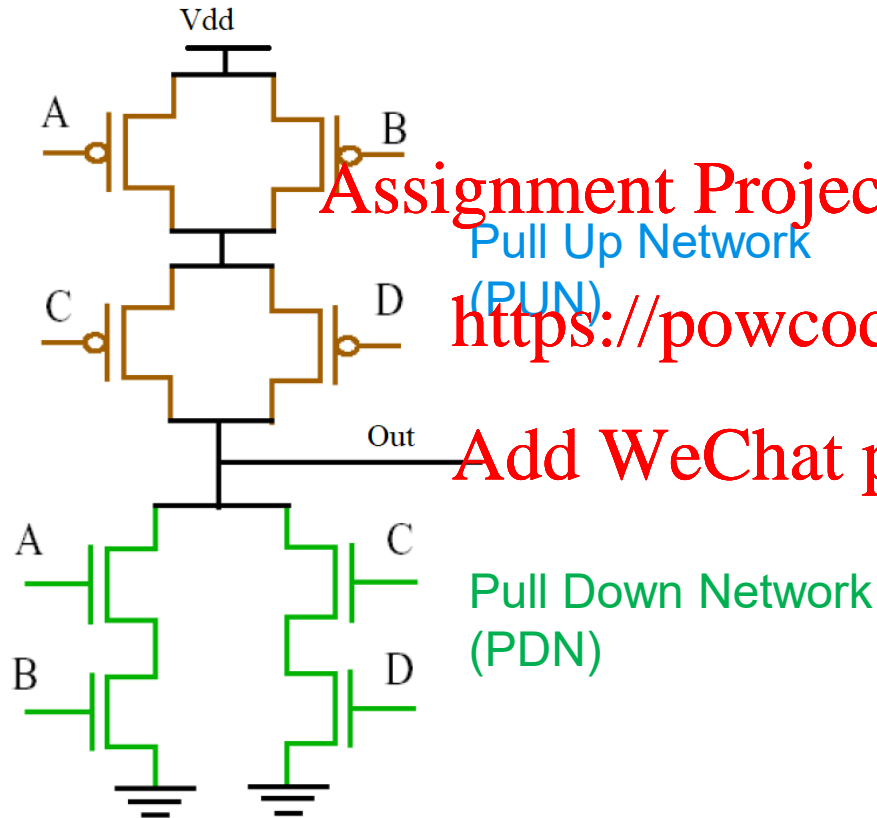 Vdd
A
B
Assignment Projec
Pull Up Network
(PUN)
C
D
https://powcoc
Out
Add WeChat p
A
C
Pull Down Network
(PDN)
B
D